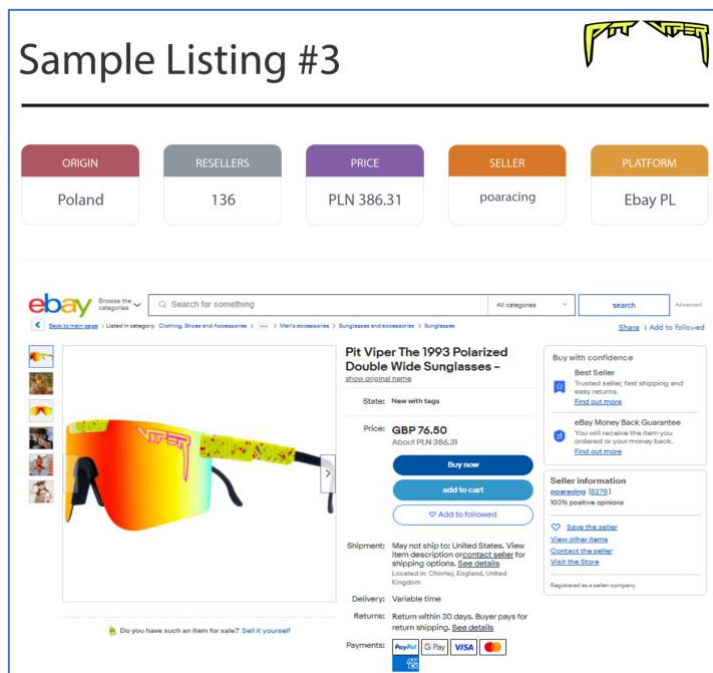 PIT VIPER
Sample Listing #3
ORIGIN
Poland
RESELLERS
136
PRICE
PLN 386.31
SELLER
poaracing
PLATFORM
Ebay PL
ebay
Browse the
categories
Search for something
All categories
search
Advanced
Back to main page | Listed in category: Clothing, Shoes and Accessories > ... > Men's accessories > Sunglasses and accessories > Sunglasses
Share | Add to followed
Pit Viper The 1993 Polarized
Double Wide Sunglasses –
show original name
State: New with tags
Price: GBP 76.50
About PLN 386.31
Buy now
add to cart
Add to followed
Shipment: May not ship to: United States. View
item description or contact seller for
shipping options. See details
Located in: Chorley, England, United
Kingdom
Delivery: Variable time
Returns: Return within 30 days. Buyer pays for
return shipping. See details
Payments: PayPal G Pay VISA
Buy with confidence
Best Seller
Trusted seller, fast shipping and
easy returns.
Find out more
eBay Money Back Guarantee
You will receive the item you
ordered or your money back.
Find out more
Seller information
poaracing (8278)
100% positive opinions
Save the seller
View other items
Contact the seller
Visit the Store
Registered as a seller-company
VIPER
Do you have such an item for sale? Sell it yourself